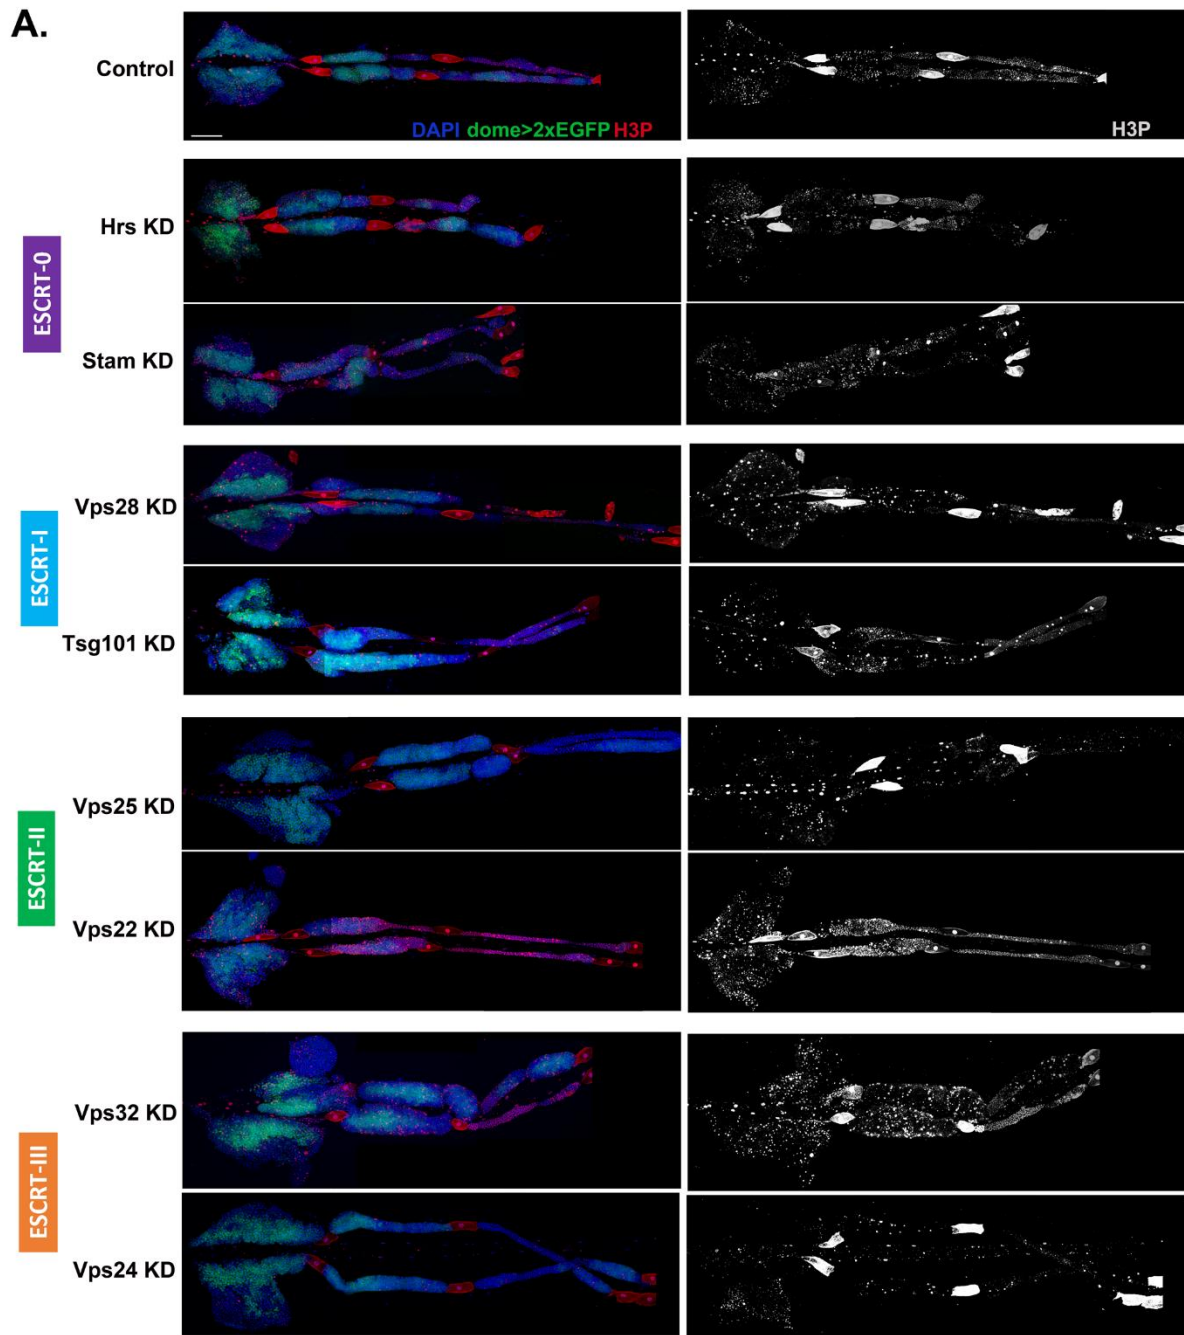 A.
Control
DAPI dome>2xEGFP H3P
H3P
ESCRT-0
Hrs KD
Stam KD
ESCRT-I
Vps28 KD
Tsg101 KD
ESCRT-II
Vps25 KD
Vps22 KD
ESCRT-III
Vps32 KD
Vps24 KD